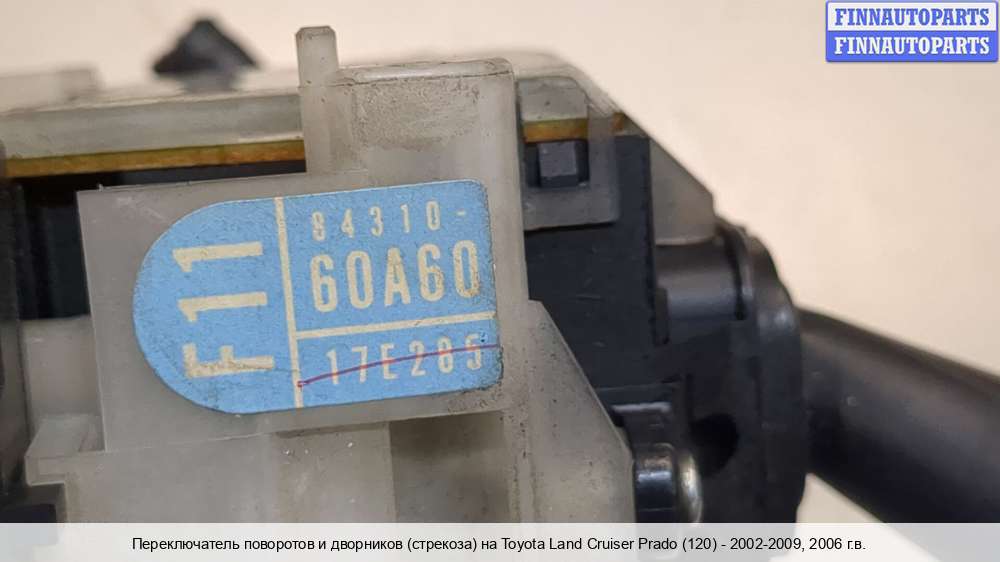 FINNAUTOPARTS
FINNAUTOPARTS
F11
84310-
60A60
17E285
Переключатель поворотов и дворников (стрекоза) на Toyota Land Cruiser Prado (120) - 2002-2009, 2006 г.в.